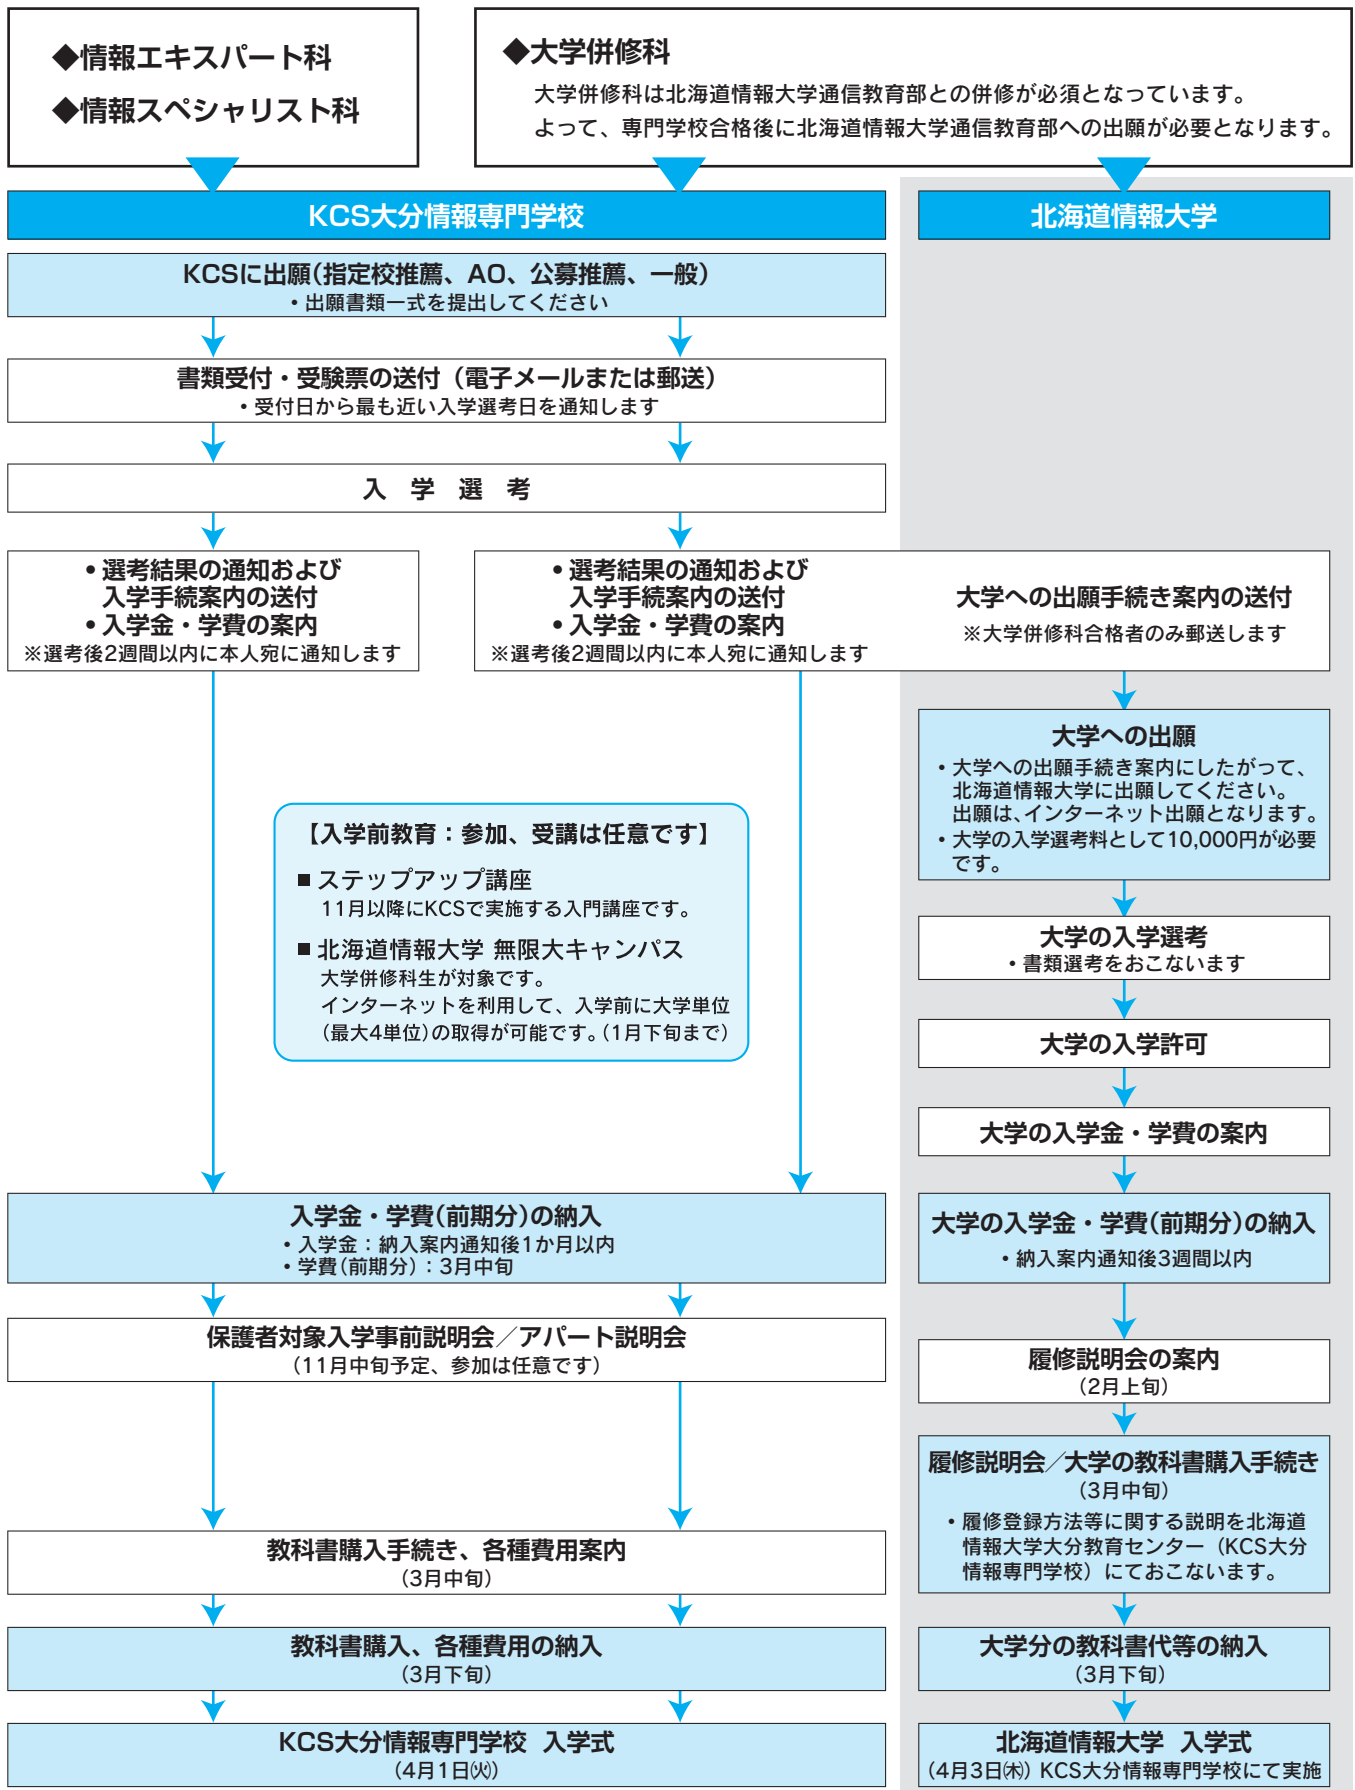 ◆情報エキスパート科
◆情報スペシャリスト科
◆大学併修科
大学併修科は北海道情報大学通信教育部との併修が必須となっています。
よって、専門学校合格後に北海道情報大学通信教育部への出願が必要となります。
KCS大分情報専門学校
北海道情報大学
KCSに出願(指定校推薦、AO、公募推薦、一般)
・出願書類一式を提出してください
書類受付・受験票の送付（電子メールまたは郵送）
・受付日から最も近い入学選考日を通知します
入　学　選　考
•選考結果の通知および
入学手続案内の送付
•入学金・学費の案内
※選考後2週間以内に本人宛に通知します
•選考結果の通知および
入学手続案内の送付
•入学金・学費の案内
※選考後2週間以内に本人宛に通知します
大学への出願手続き案内の送付
※大学併修科合格者のみ郵送します
大学への出願
・大学への出願手続き案内にしたがって、
北海道情報大学に出願してください。
出願は、インターネット出願となります。
・大学の入学選考料として10,000円が必要
です。
【入学前教育：参加、受講は任意です】
■ ステップアップ講座
11月以降にKCSで実施する入門講座です。
■ 北海道情報大学 無限大キャンパス
大学併修科生が対象です。
インターネットを利用して、入学前に大学単位
(最大4単位)の取得が可能です。(1月下旬まで)
大学の入学選考
・書類選考をおこないます
大学の入学許可
大学の入学金・学費の案内
入学金・学費(前期分)の納入
・入学金：納入案内通知後1か月以内
・学費(前期分)：3月中旬
大学の入学金・学費(前期分)の納入
・納入案内通知後3週間以内
保護者対象入学事前説明会／アパート説明会
（11月中旬予定、参加は任意です）
履修説明会の案内
（2月上旬）
履修説明会／大学の教科書購入手続き
（3月中旬）
・履修登録方法等に関する説明を北海道
情報大学大分教育センター（KCS大分
情報専門学校）にておこないます。
教科書購入手続き、各種費用案内
（3月中旬）
教科書購入、各種費用の納入
（3月下旬）
大学分の教科書代等の納入
（3月下旬）
KCS大分情報専門学校 入学式
（4月1日㈫）
北海道情報大学 入学式
（4月3日㈭）KCS大分情報専門学校にて実施